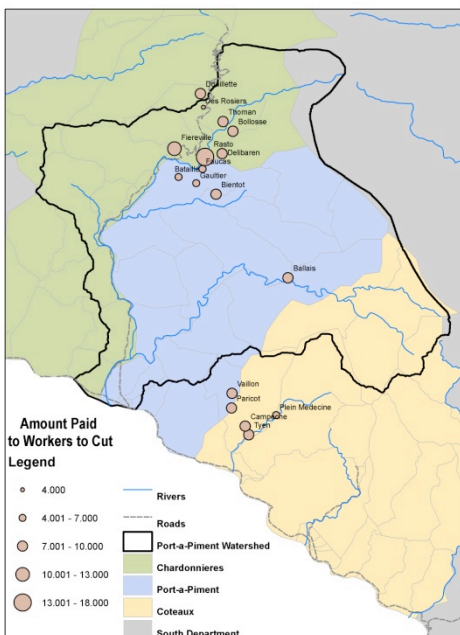 Douillette
Des Rosiers
Thoman
Bollosse
Fiereville
Rasto
Delibaren
Faucas
Gaultier
Bientot
Ballais
Vaillon
Paricot
Plein Medecine
Campeche
Tyen
Amount Paid
to Workers to Cut
Legend
4.000
4.001 - 7.000
7.001 - 10.000
10.001 - 13.000
13.001 - 18.000
Rivers
Roads
Port-a-Piment Watershed
Chardonnieres
Port-a-Piment
Coteaux
South Department